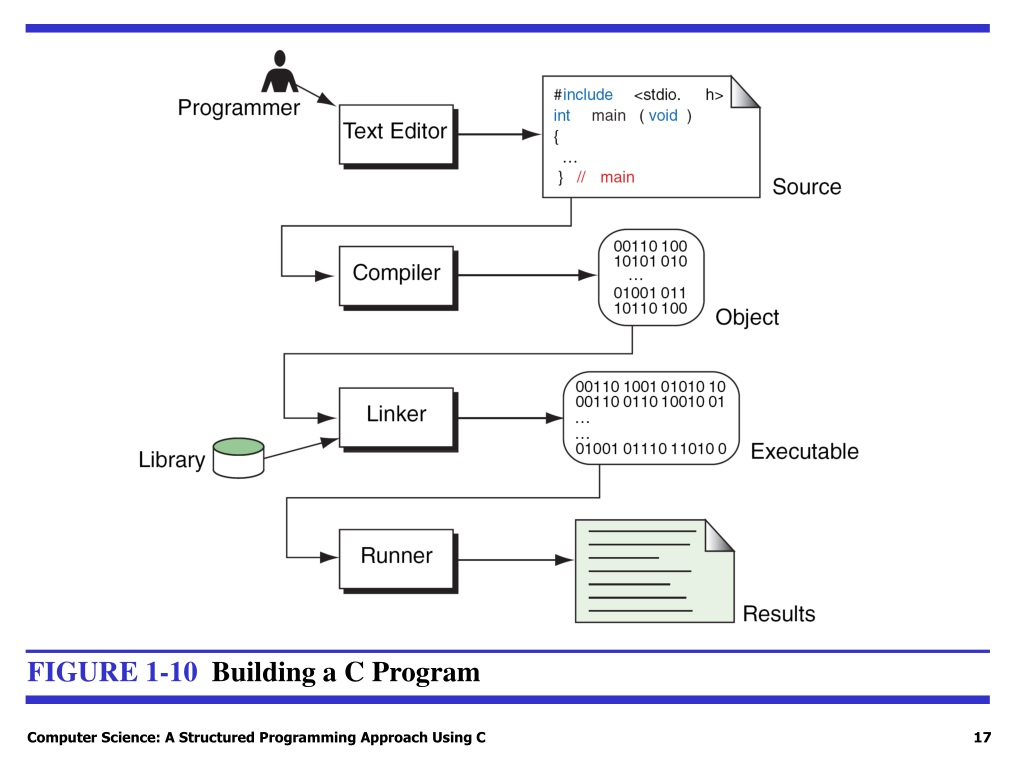 Programmer
Text Editor
#include <stdio. h>
int main ( void )
{
...
} // main
Source
Compiler
00110 100
10101 010
...
01001 011
10110 100
Object
Linker
Library
00110 1001 01010 10
00110 0110 10010 01
...
...
01001 01110 11010 0
Executable
Runner
Results
FIGURE 1-10 Building a C Program
Computer Science: A Structured Programming Approach Using C 17